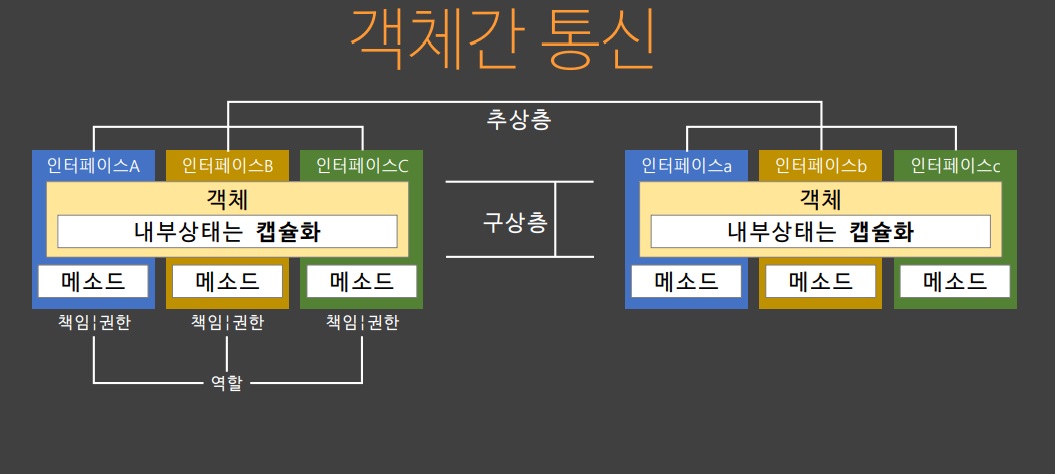 객체간 통신
추상층
인터페이스A 인터페이스B 인터페이스C
객체
내부상태는 캡슐화
메소드 메소드 메소드
책임¦권한 책임¦권한 책임¦권한
역할
구상층
인터페이스a 인터페이스b 인터페이스c
객체
내부상태는 캡슐화
메소드 메소드 메소드